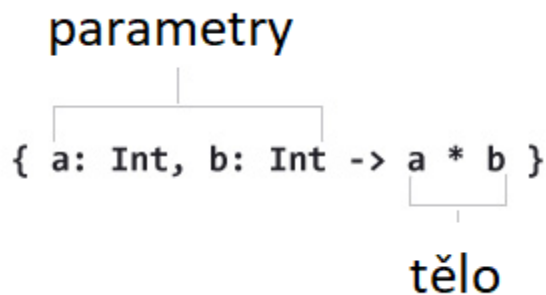 parametry
{ a: Int, b: Int -> a * b }
tělo